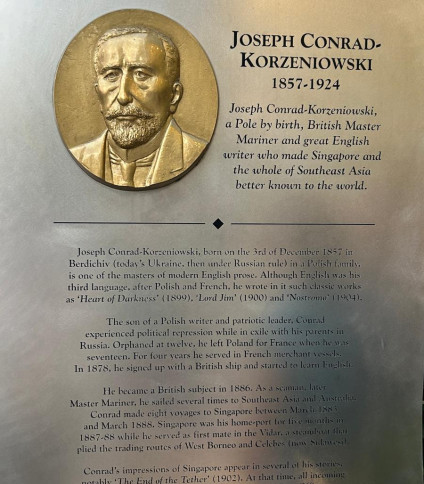 JOSEPH CONRAD-
KORZENIOWSKI
1857-1924
Joseph Conrad-Korzeniowski,
a Pole by birth, British Master
Mariner and great English
writer who made Singapore and
the whole of Southeast Asia
better known to the world.
Joseph Conrad-Korzeniowski, born on the 3rd of December 1857 in
Berdichiv (today's Ukraine, then under Russian rule) in a Polish family,
is one of the masters of modern English prose. Although English was his
third language, after Polish and French, he wrote in it such classic works
as 'Heart of Darkness' (1899), 'Lord Jim' (1900) and 'Nostromo' (1904).
The son of a Polish writer and patriotic leader, Conrad
experienced political repression while in exile with his parents in
Russia. Orphaned at twelve, he left Poland for France when he was
seventeen. For four years he served in French merchant vessels.
In 1878, he signed up with a British ship and started to learn English.
He became a British subject in 1886. As a seaman, later
Master Mariner, he sailed several times to Southeast Asia and Australia.
Conrad made eight voyages to Singapore between March 1883
and March 1888. Singapore was his home-port for five months in
1887-88 while he served as first mate in the Vidar, a steamboat that
plied the trading routes of West Borneo and Celebes (now Sulawesi).
Conrad's impressions of Singapore appear in several of his stories,
notably 'The End of the Tether' (1902). At that time, all incoming